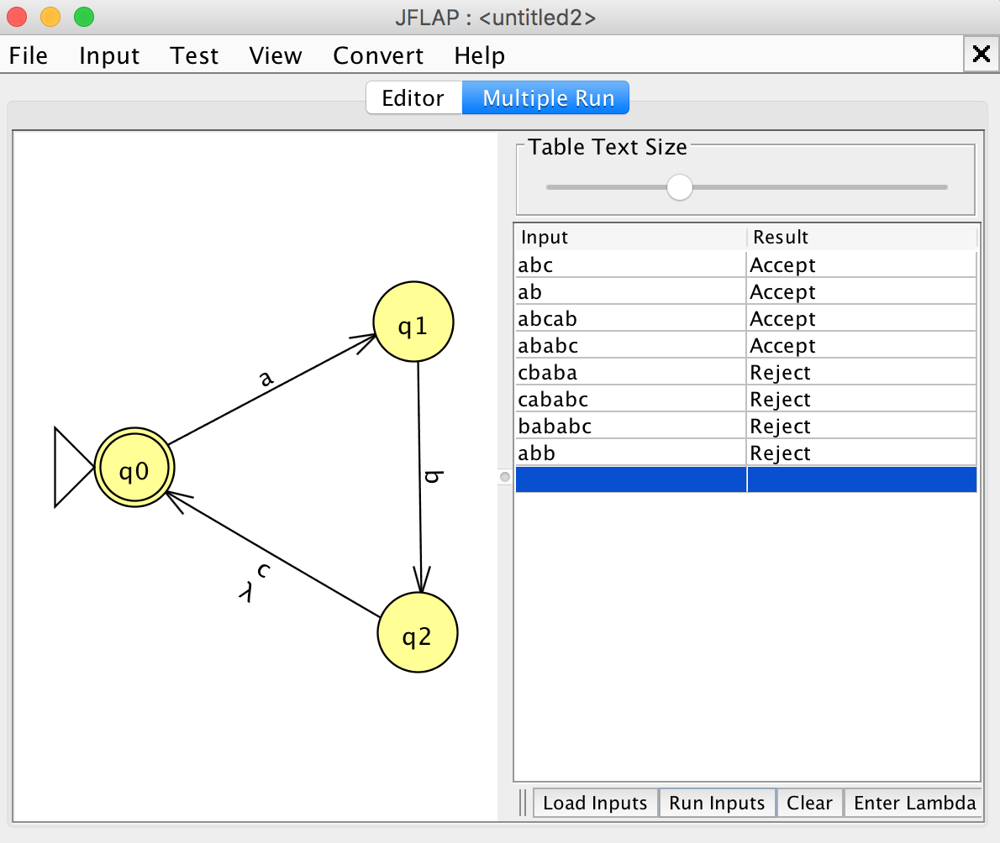 JFLAP : <untitled2>
File Input Test View Convert Help
Editor Multiple Run
Table Text Size
Input Result
abc Accept
ab Accept
abcab Accept
ababc Accept
cbaba Reject
cababc Reject
bababc Reject
abb Reject
q1
a
q0
b
c
λ
q2
Load Inputs Run Inputs Clear Enter Lambda